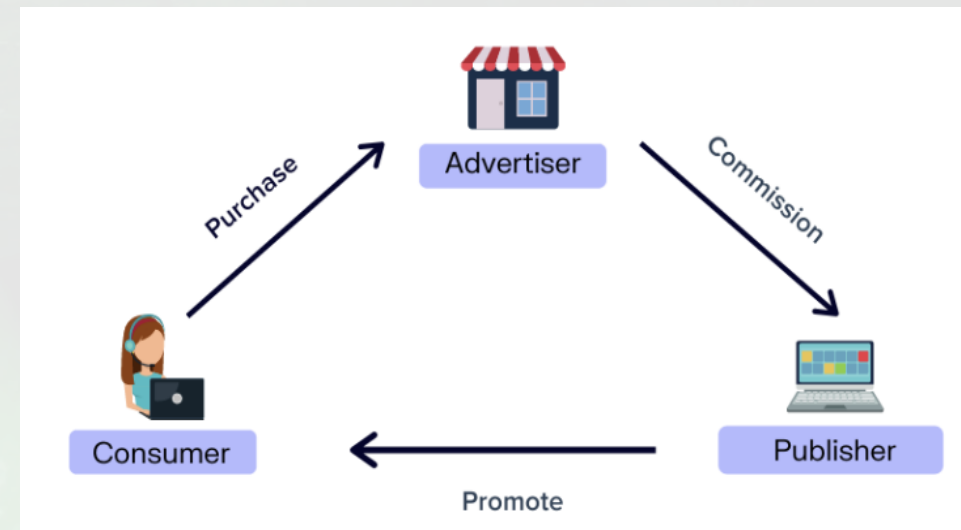 Advertiser
Purchase
Commission
Consumer
Publisher
Promote